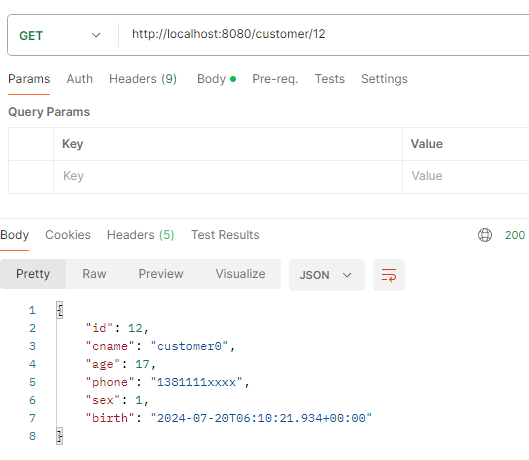 GET http://localhost:8080/customer/12
Params Auth Headers (9) Body Pre-req. Tests Settings
Query Params
Key Value
Key Value
Body Cookies Headers (5) Test Results 200
Pretty Raw Preview Visualize JSON
1 {
2 "id": 12,
3 "cname": "customer0",
4 "age": 17,
5 "phone": "1381111xxxx",
6 "sex": 1,
7 "birth": "2024-07-20T06:10:21.934+00:00"
8 }